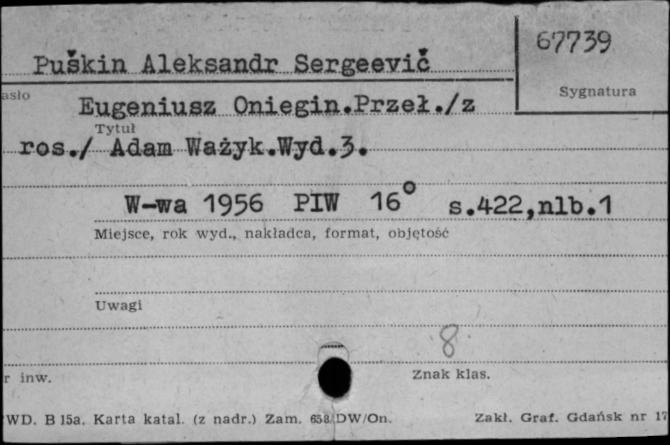 67739
Puškin Aleksandr Sergeevič
asło
Sygnatura
Eugeniusz Oniegin.Przeł./z
Tytuł
ros./ Adam Ważyk.Wyd.3.
W-wa 1956 PIW 16° s.422,nlb.1
Miejsce, rok wyd., nakładca, format, objętość
Uwagi
8
r inw.
Znak klas.
WD. B 15a. Karta katal. (z nadr.) Zam. 658/DW/On.
Zakł. Graf. Gdańsk nr 17